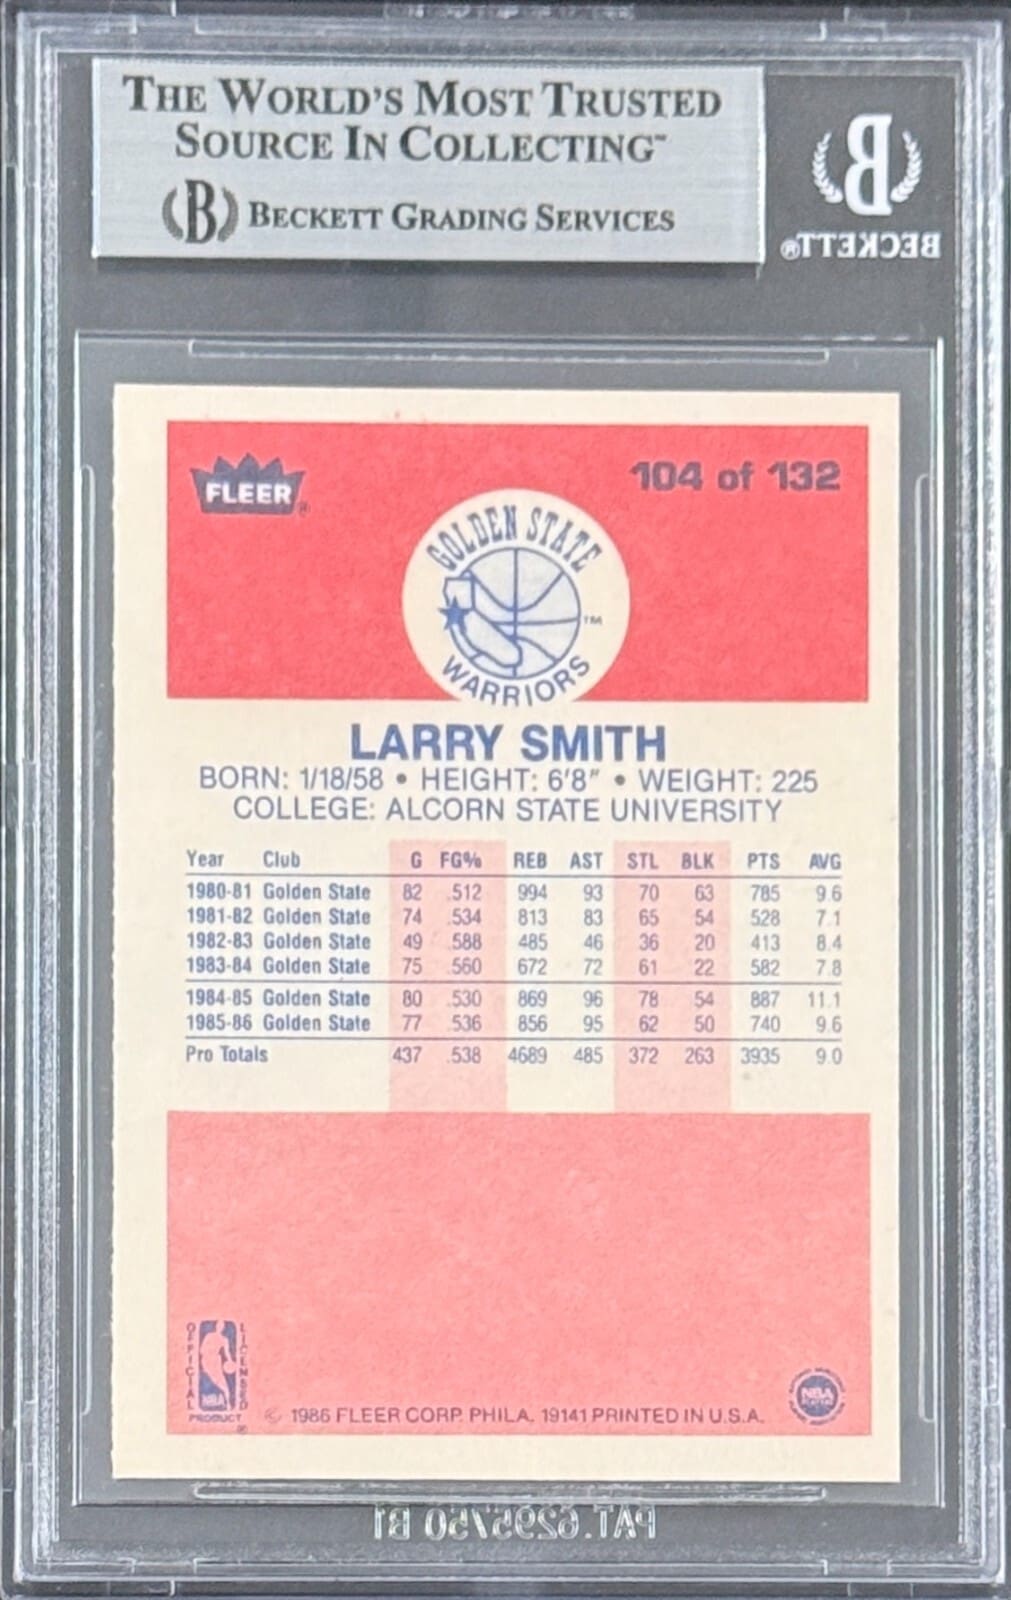 THE WORLD'S MOST TRUSTED
SOURCE IN COLLECTING™
B BECKETT GRADING SERVICES
B
BECKETT®
FLEER®
104 of 132
GOLDEN STATE
WARRIORS™
LARRY SMITH
BORN: 1/18/58 • HEIGHT: 6'8" • WEIGHT: 225
COLLEGE: ALCORN STATE UNIVERSITY
Year Club G FG% REB AST STL BLK PTS AVG
1980-81 Golden State 82 .512 994 93 70 63 785 9.6
1981-82 Golden State 74 .534 813 83 65 54 528 7.1
1982-83 Golden State 49 .588 485 46 36 20 413 8.4
1983-84 Golden State 75 .560 672 72 61 22 582 7.8
1984-85 Golden State 80 .530 869 96 78 54 887 11.1
1985-86 Golden State 77 .536 856 95 62 50 740 9.6
Pro Totals 437 .538 4689 485 372 263 3935 9.0
OFFICIAL
LICENSED
NBA
PRODUCT
®
© 1986 FLEER CORP. PHILA. 19141 PRINTED IN U.S.A.
NBA
PAT. 6295750 B1